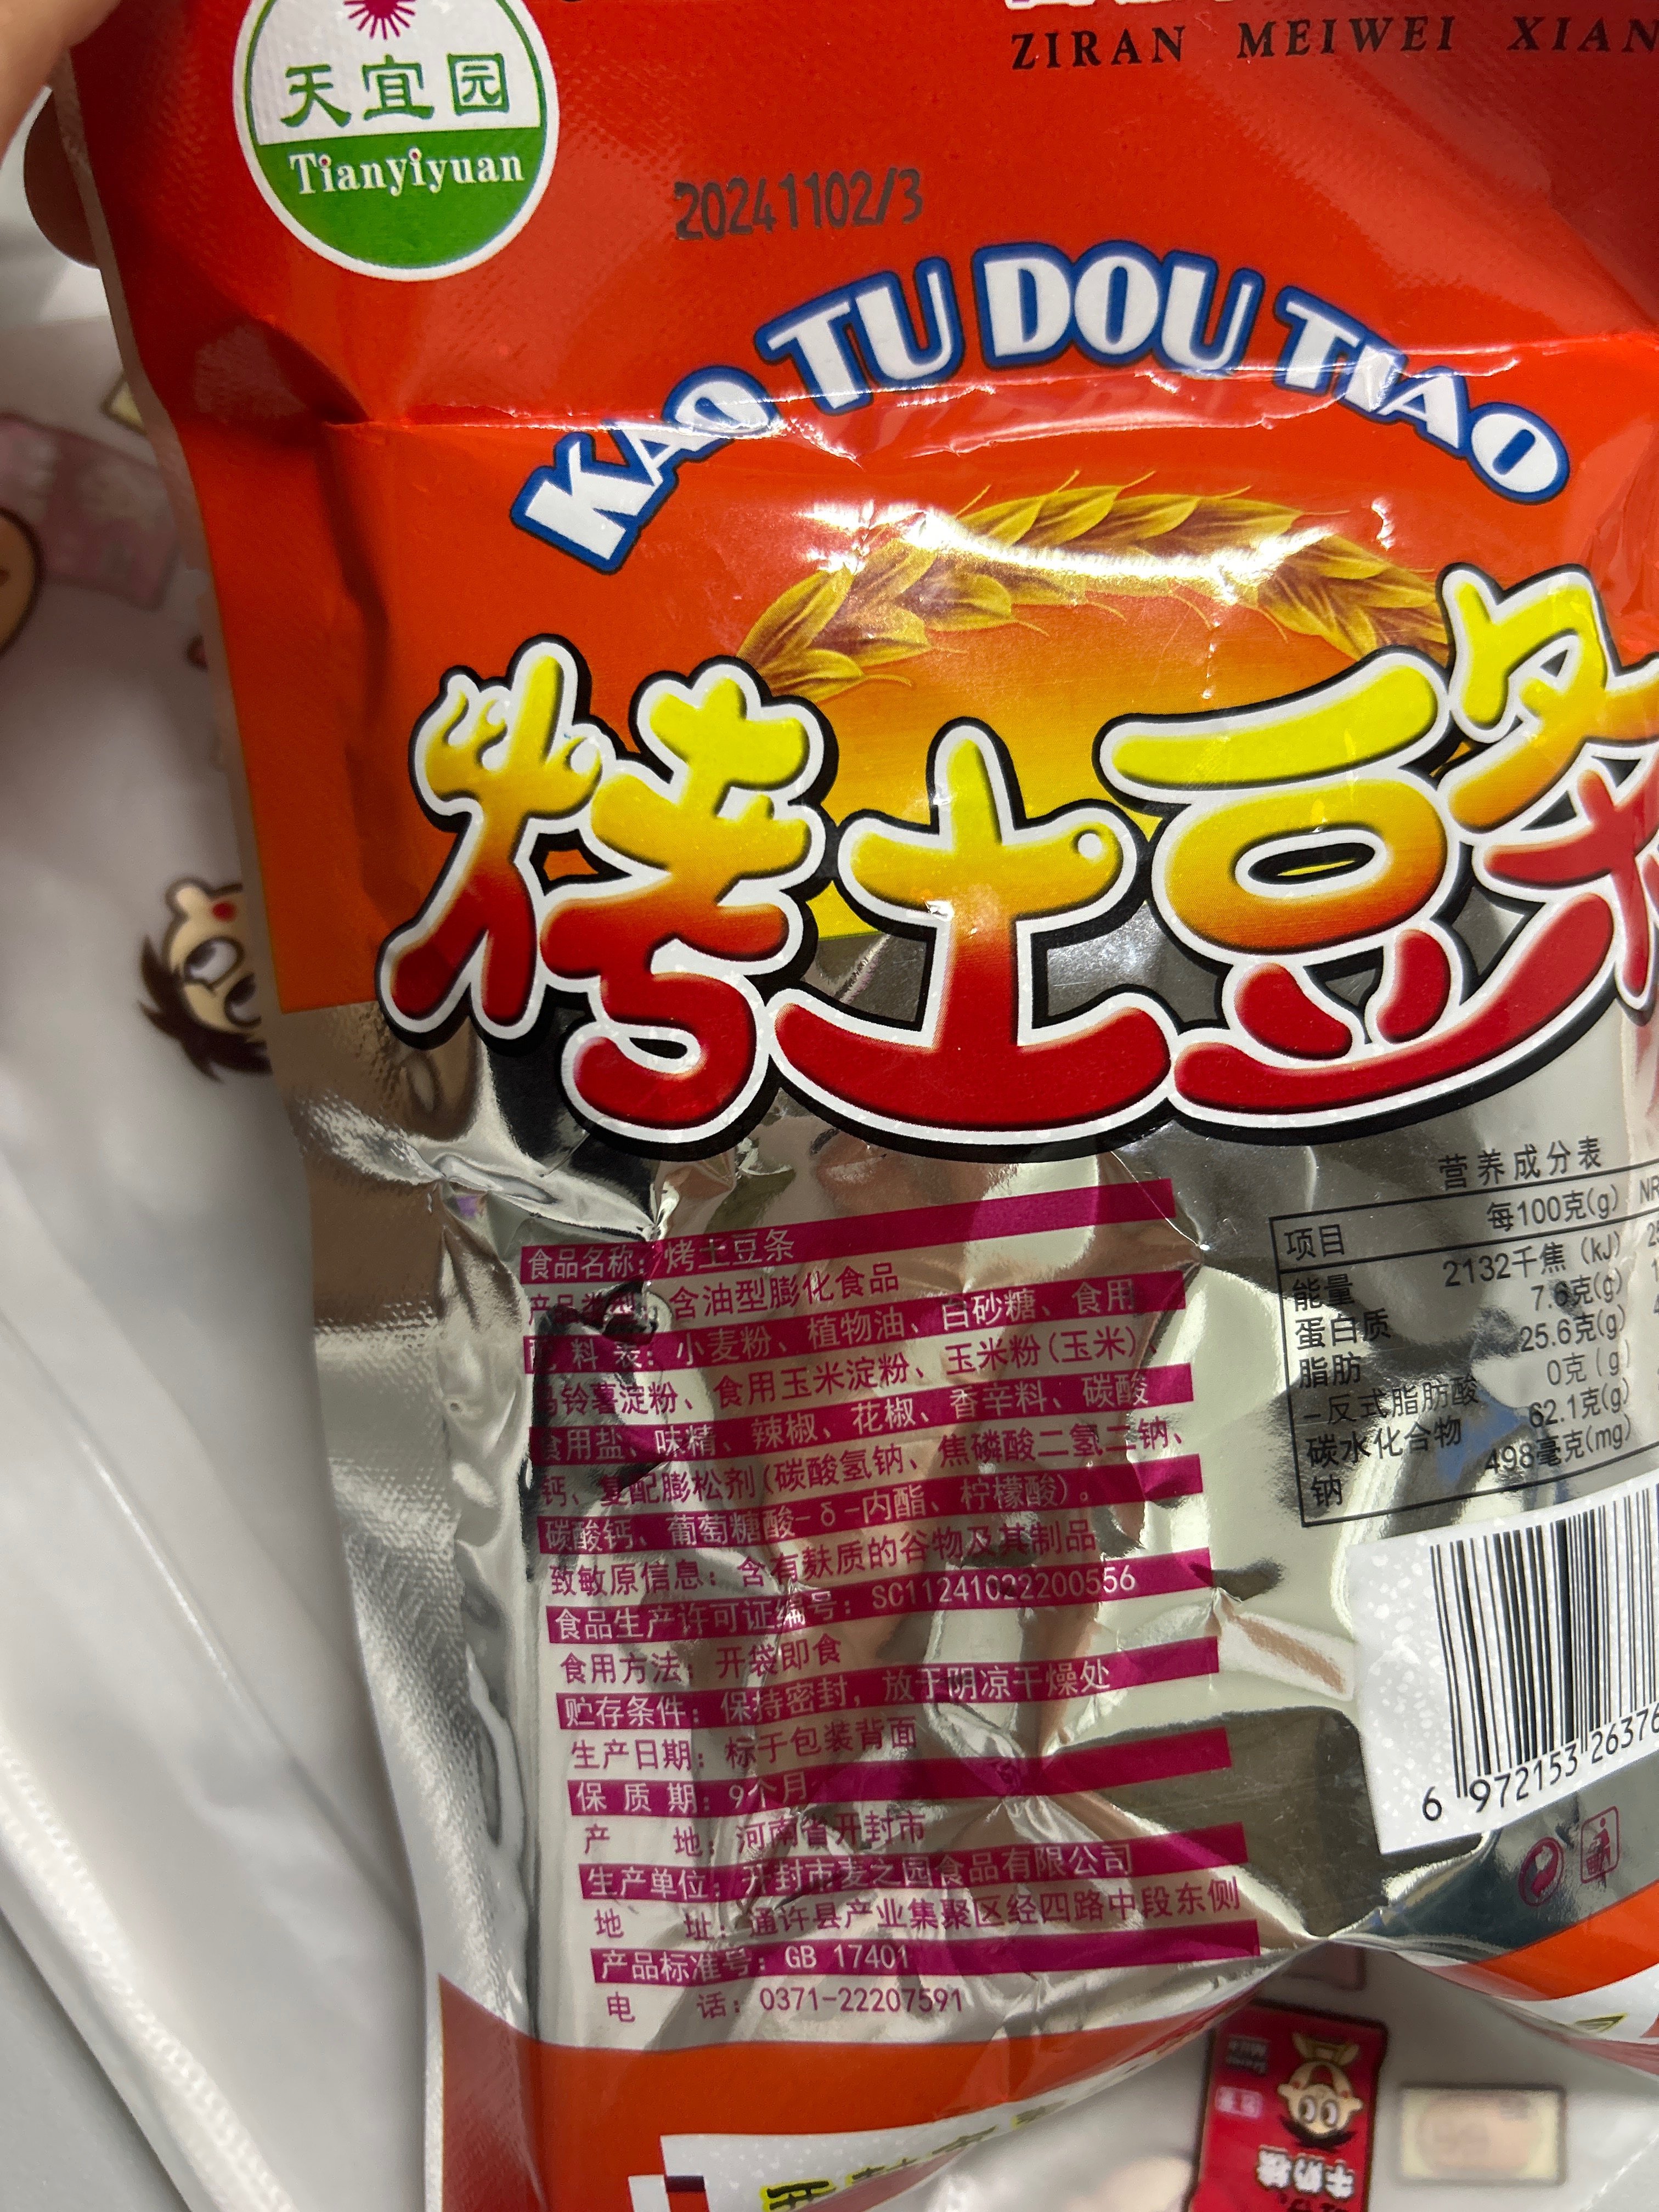 ZIRAN MEIWEI XIAN
天宜园
Tianyiyuan
20241102/3
KAO TU DOU TIAO
烤土豆条
营养成分表
项目 每100克(g) NR
能量 2132千焦(kJ)
蛋白质 7.6克(g)
脂肪 25.6克(g)
-反式脂肪酸 0克(g)
碳水化合物 62.1克(g)
钠 498毫克(mg)
食品名称：烤土豆条
产品类型：含油型膨化食品
配 料 表：小麦粉、植物油、白砂糖、食用
马铃薯淀粉、食用玉米淀粉、玉米粉(玉米)、
食用盐、味精、辣椒、花椒、香辛料、碳酸
钙、复配膨松剂(碳酸氢钠、焦磷酸二氢二钠、
碳酸钙、葡萄糖酸-δ-内酯、柠檬酸)。
致敏原信息：含有麸质的谷物及其制品
食品生产许可证编号：SC11241022200556
食用方法：开袋即食
贮存条件：保持密封，放于阴凉干燥处
生产日期：标于包装背面
保 质 期：9个月
产 地：河南省开封市
生产单位：开封市麦之园食品有限公司
地 址：通许县产业集聚区经四路中段东侧
产品标准号：GB 17401
电 话：0371-22207591
6 972153 26376
牛奶糖